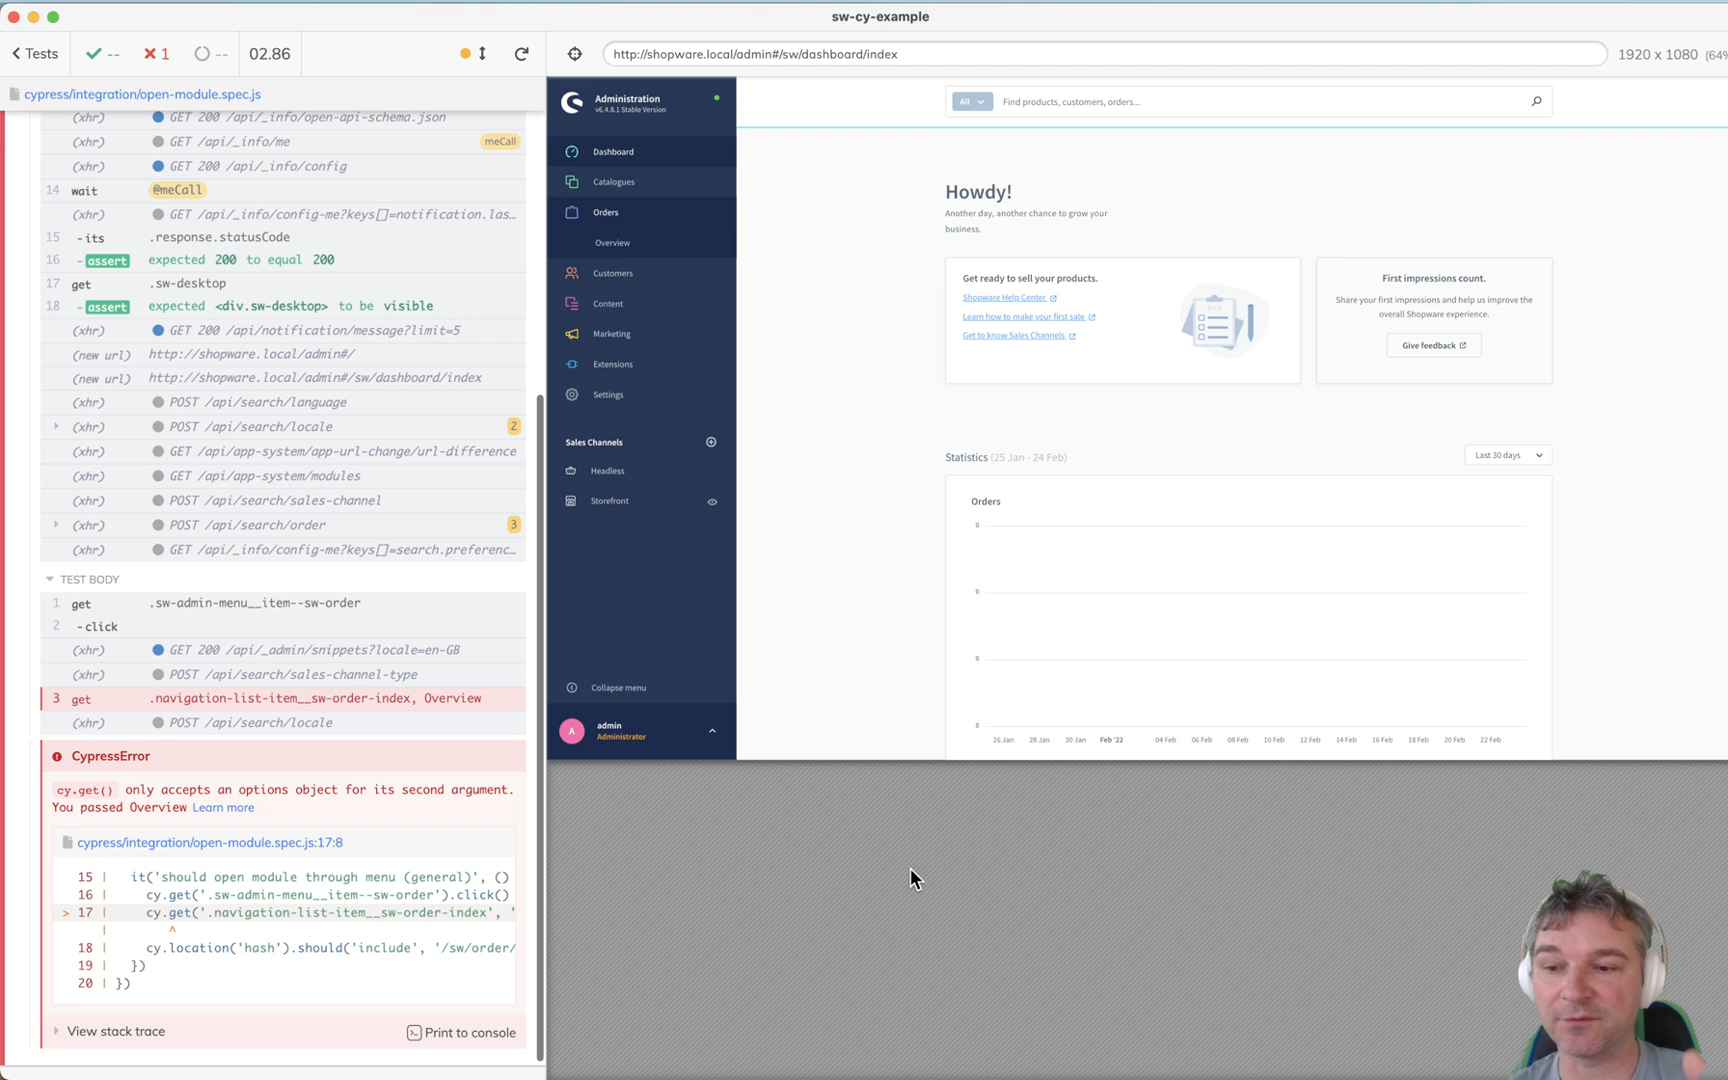 sw-cy-example
Tests
--
1
--
02.86
http://shopware.local/admin#/sw/dashboard/index
1920 x 1080 (64%
cypress/integration/open-module.spec.js
(xhr) GET 200 /api/_info/open-api-schema.json
(xhr) GET /api/_info/me meCall
(xhr) GET 200 /api/_info/config
14 wait @meCall
(xhr) GET /api/_info/config-me?keys[]=notification.las…
15 -its .response.statusCode
16 -assert expected 200 to equal 200
17 get .sw-desktop
18 -assert expected <div.sw-desktop> to be visible
(xhr) GET 200 /api/notification/message?limit=5
(new url) http://shopware.local/admin#/
(new url) http://shopware.local/admin#/sw/dashboard/index
(xhr) POST /api/search/language
(xhr) POST /api/search/locale 2
(xhr) GET /api/app-system/app-url-change/url-difference
(xhr) GET /api/app-system/modules
(xhr) POST /api/search/sales-channel
(xhr) POST /api/search/order 3
(xhr) GET /api/_info/config-me?keys[]=search.preferenc…
TEST BODY
1 get .sw-admin-menu__item--sw-order
2 -click
(xhr) GET 200 /api/_admin/snippets?locale=en-GB
(xhr) POST /api/search/sales-channel-type
3 get .navigation-list-item__sw-order-index, Overview
(xhr) POST /api/search/locale
CypressError
cy.get() only accepts an options object for its second argument.
You passed Overview Learn more
cypress/integration/open-module.spec.js:17:8
15 | it('should open module through menu (general)', ()
16 | cy.get('.sw-admin-menu__item--sw-order').click()
> 17 | cy.get('.navigation-list-item__sw-order-index', '
| ^
18 | cy.location('hash').should('include', '/sw/order/
19 | })
20 | })
View stack trace
Print to console
Administration
v6.4.8.1 Stable Version
Dashboard
Catalogues
Orders
Overview
Customers
Content
Marketing
Extensions
Settings
Sales Channels
Headless
Storefront
Collapse menu
A
admin
Administrator
All
Find products, customers, orders...
Howdy!
Another day, another chance to grow your
business.
Get ready to sell your products.
Shopware Help Center
Learn how to make your first sale
Get to know Sales Channels
First impressions count.
Share your first impressions and help us improve the
overall Shopware experience.
Give feedback
Statistics (25 Jan - 24 Feb)
Last 30 days
Orders
0
0
0
0
26 Jan 28 Jan 30 Jan Feb '22 04 Feb 06 Feb 08 Feb 10 Feb 12 Feb 14 Feb 16 Feb 18 Feb 20 Feb 22 Feb